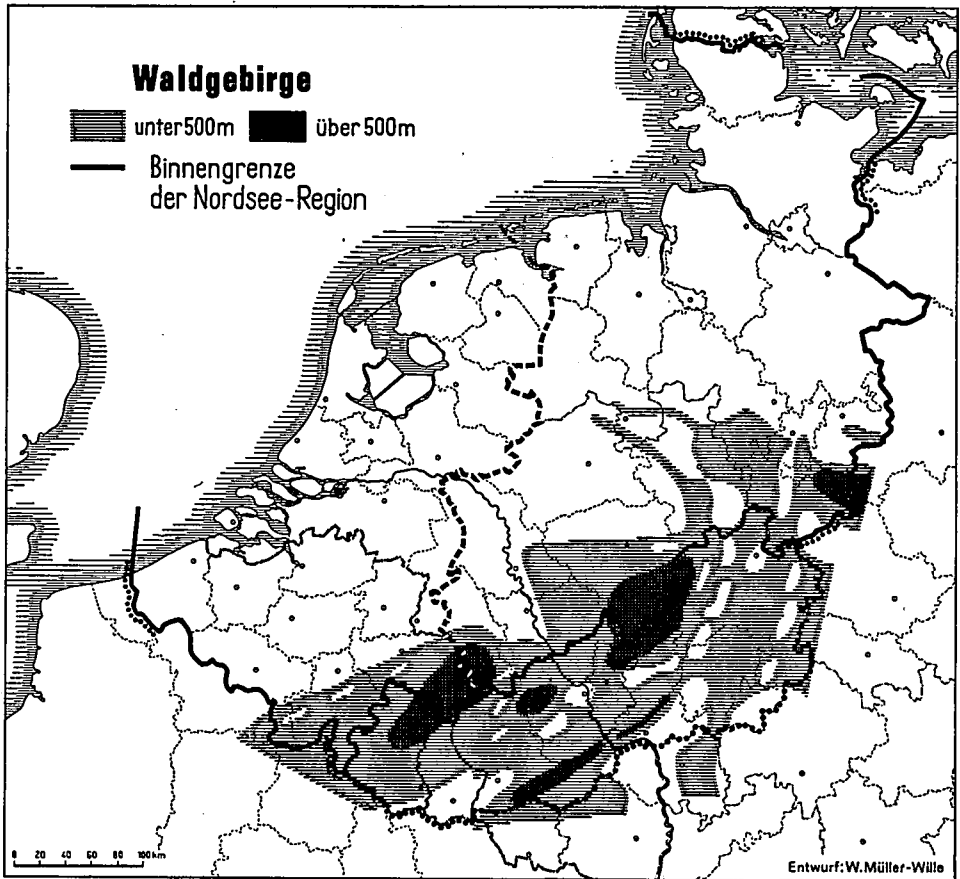 Waldgebirge
unter 500m über 500m
Binnengrenze
der Nordsee-Region
0 20 40 60 80 100km
Entwurf: W. Müller-Wille